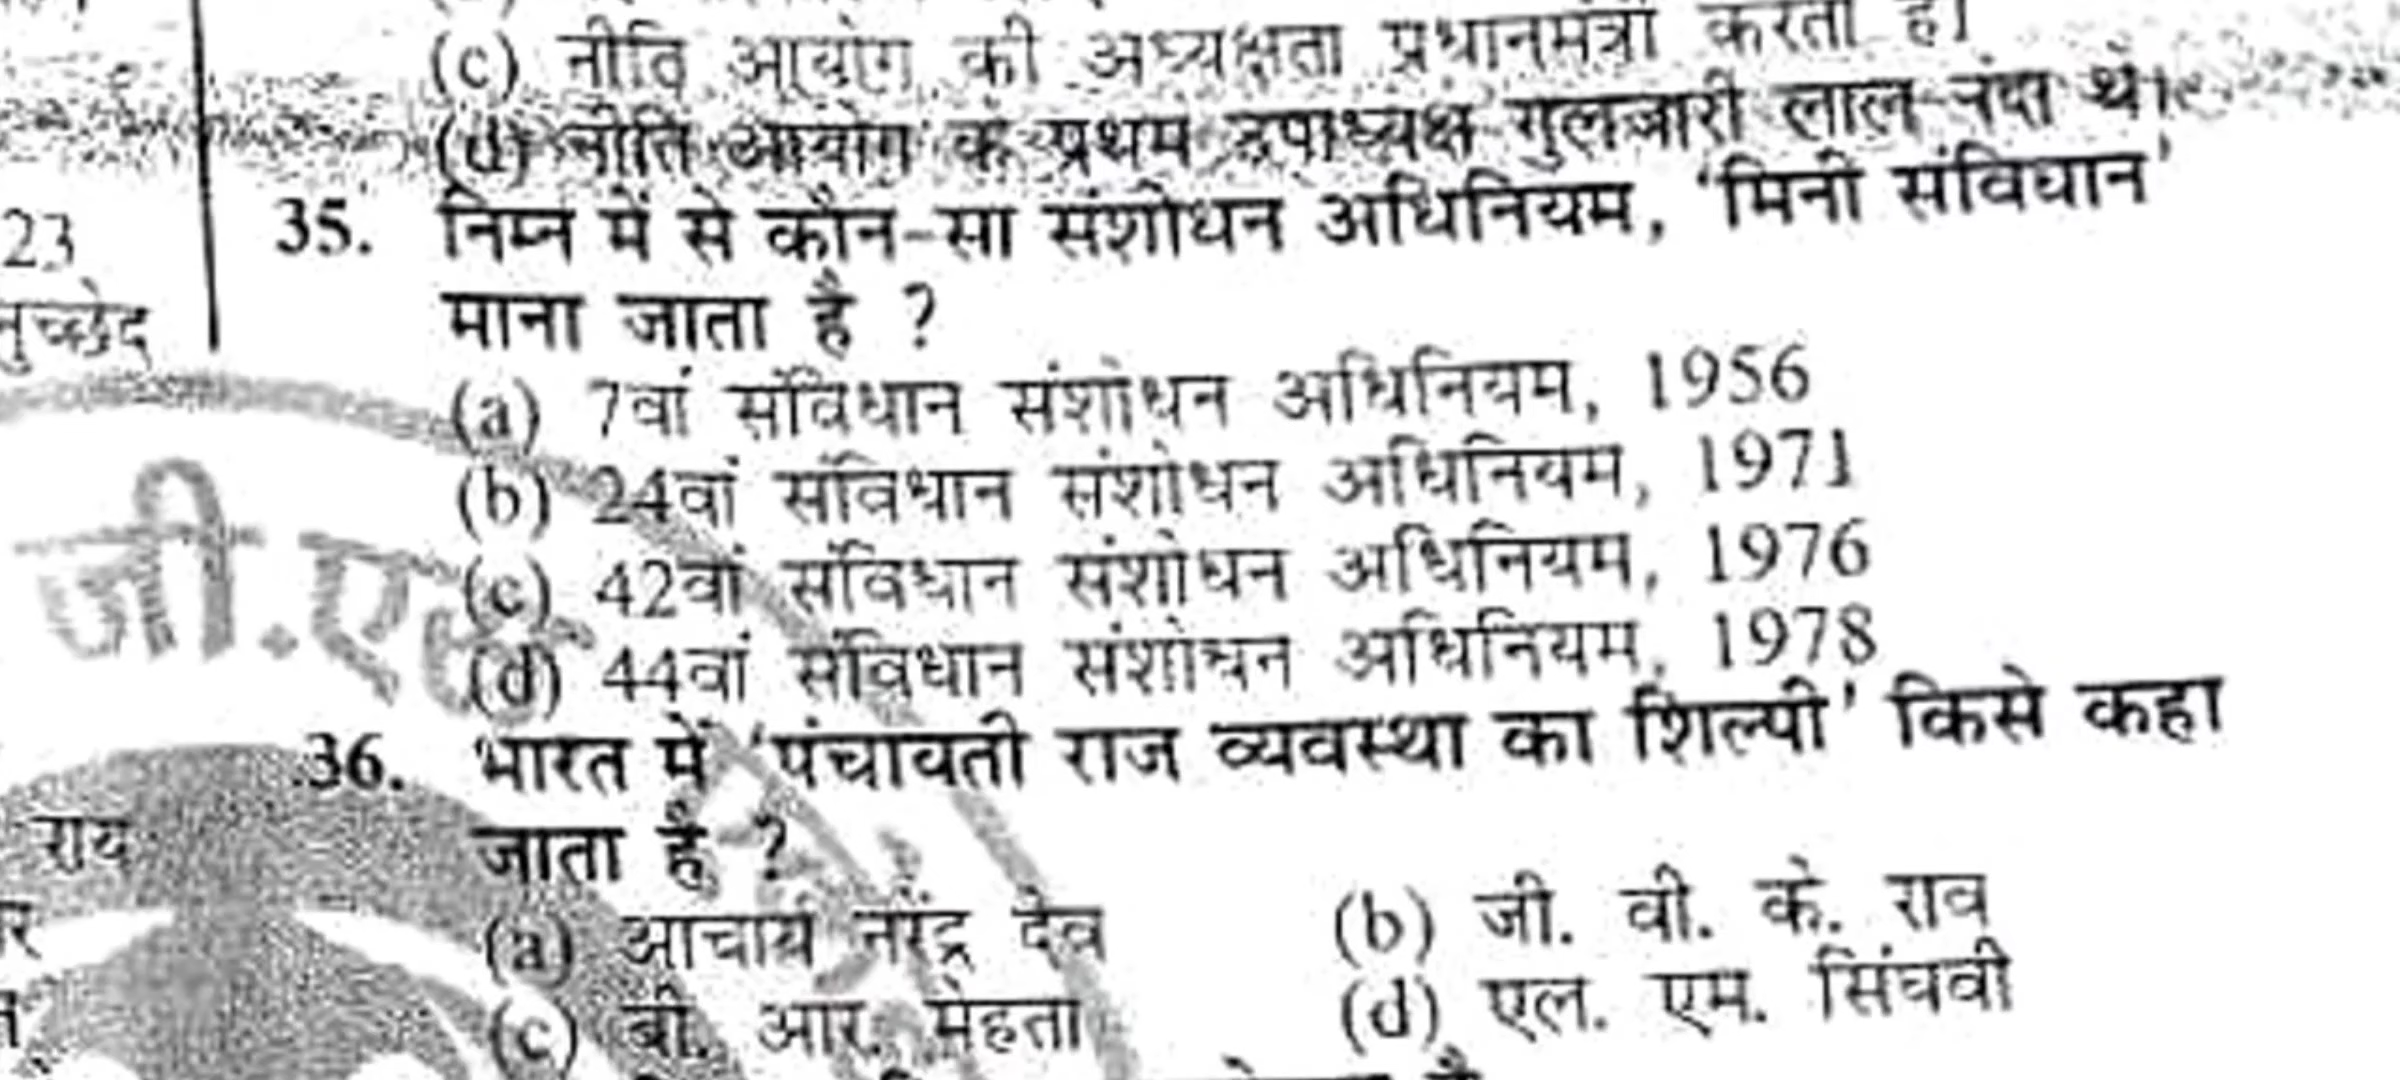 (c) नीति आयोग की अध्यक्षता प्रधानमंत्री करता है।
(d) नीति आयोग के प्रथम उपाध्यक्ष गुलजारी लाल नंदा थे।
23
35. निम्न में से कौन-सा संशोधन अधिनियम, 'मिनी संविधान'
माना जाता है ?
नुच्छेद
(a) 7वां संविधान संशोधन अधिनियम, 1956
(b) 24वां संविधान संशोधन अधिनियम, 1971
(c) 42वां संविधान संशोधन अधिनियम, 1976
(d) 44वां संविधान संशोधन अधिनियम, 1978
जी.एस
36. भारत में 'पंचायती राज व्यवस्था का शिल्पी' किसे कहा
जाता है ?
राय
(a) आचार्य नरेंद्र देव (b) जी. वी. के. राव
(c) बी. आर. मेहता (d) एल. एम. सिंघवी